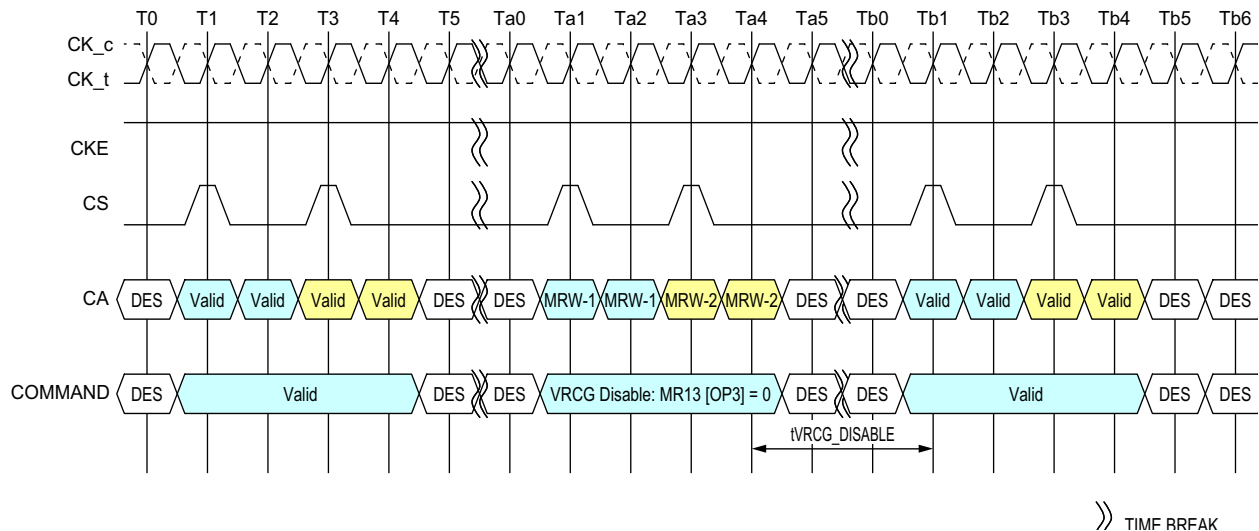 T0 T1 T2 T3 T4 T5 Ta0 Ta1 Ta2 Ta3 Ta4 Ta5 Tb0 Tb1 Tb2 Tb3 Tb4 Tb5 Tb6
CK_c
CK_t
CKE
CS
CA DES Valid Valid Valid Valid DES DES MRW-1 MRW-1 MRW-2 MRW-2 DES DES Valid Valid Valid Valid DES DES
COMMAND DES Valid DES DES VRCG Disable: MR13 [OP3] = 0 DES DES Valid DES DES
tVRCG_DISABLE
TIME BREAK